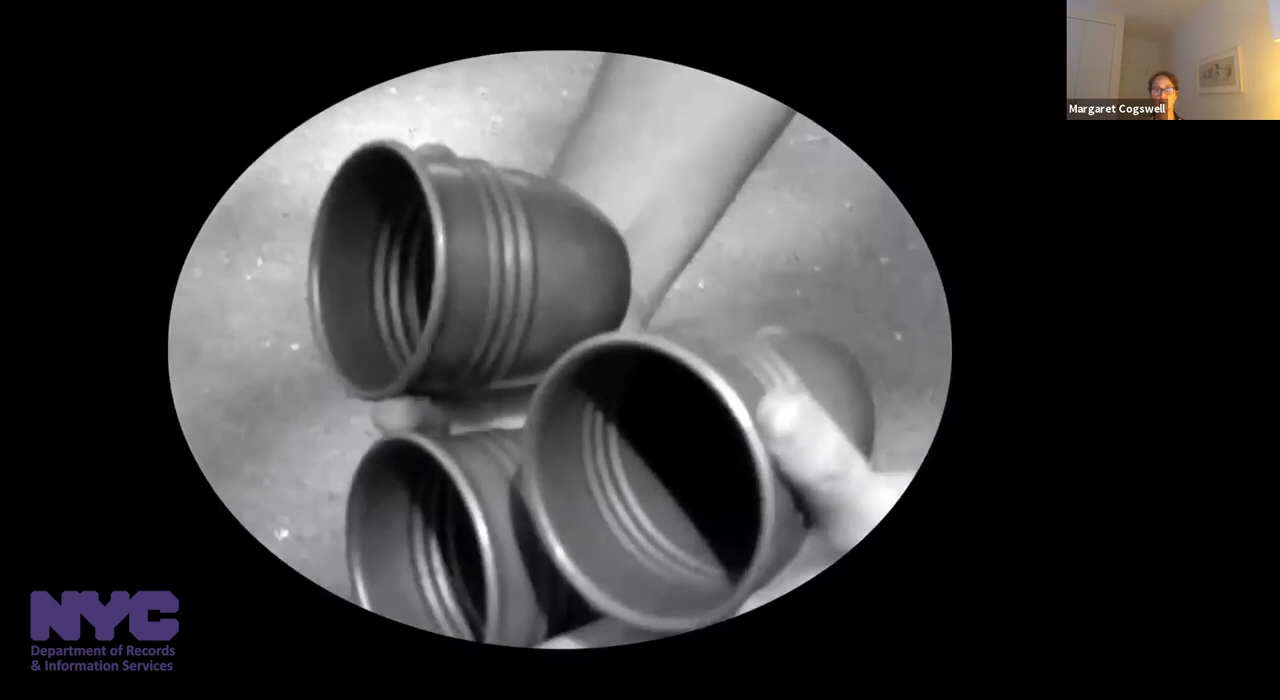 Margaret Cogswell
NYC
Department of Records
& Information Services